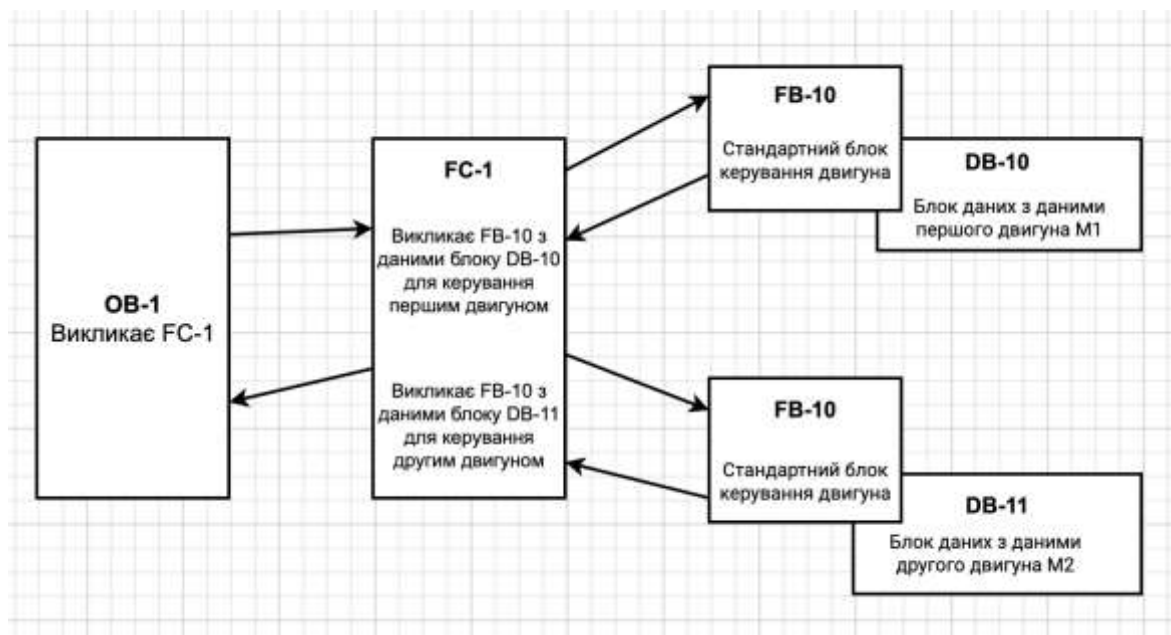 OB-1
Викликає FC-1
FC-1
Викликає FB-10 з
даними блоку DB-10
для керування
першим двигуном
Викликає FB-10 з
даними блоку DB-11
для керування
другим двигуном
FB-10
Стандартний блок
керування двигуна
DB-10
Блок даних з даними
першого двигуна М1
FB-10
Стандартний блок
керування двигуна
DB-11
Блок даних з даними
другого двигуна М2